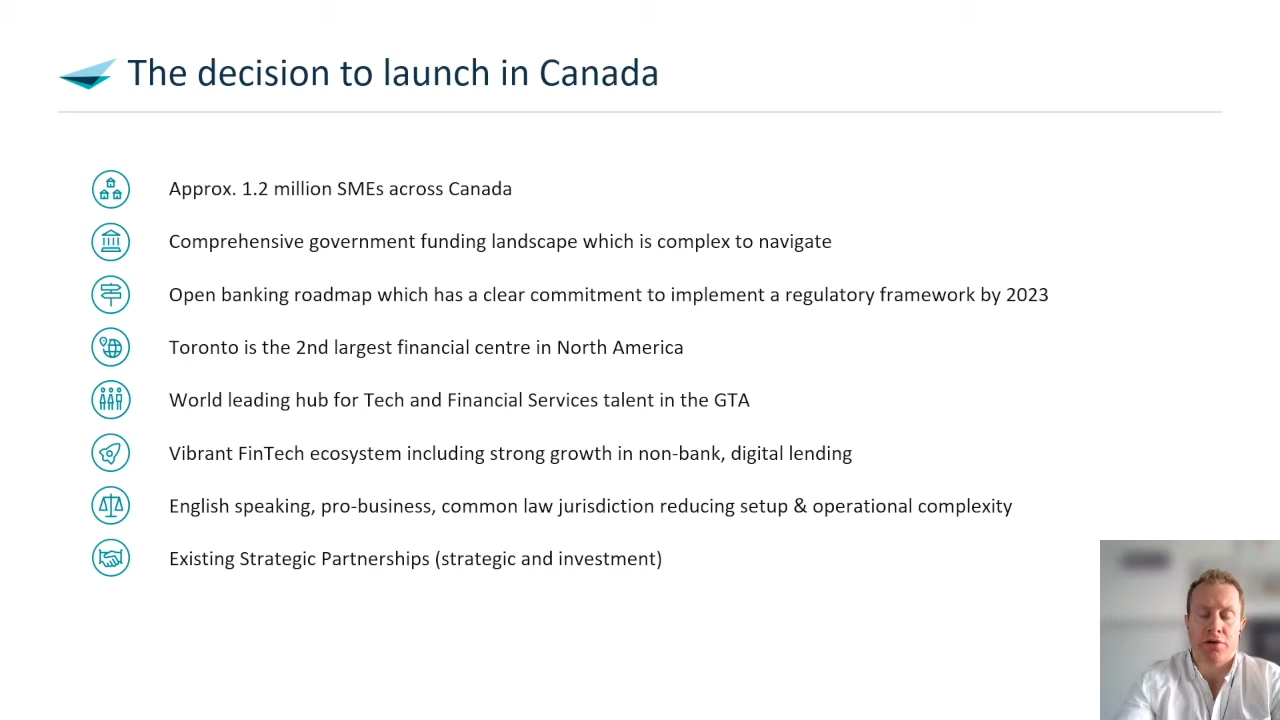 The decision to launch in Canada
Approx. 1.2 million SMEs across Canada
Comprehensive government funding landscape which is complex to navigate
Open banking roadmap which has a clear commitment to implement a regulatory framework by 2023
Toronto is the 2nd largest financial centre in North America
World leading hub for Tech and Financial Services talent in the GTA
Vibrant FinTech ecosystem including strong growth in non-bank, digital lending
English speaking, pro-business, common law jurisdiction reducing setup & operational complexity
Existing Strategic Partnerships (strategic and investment)